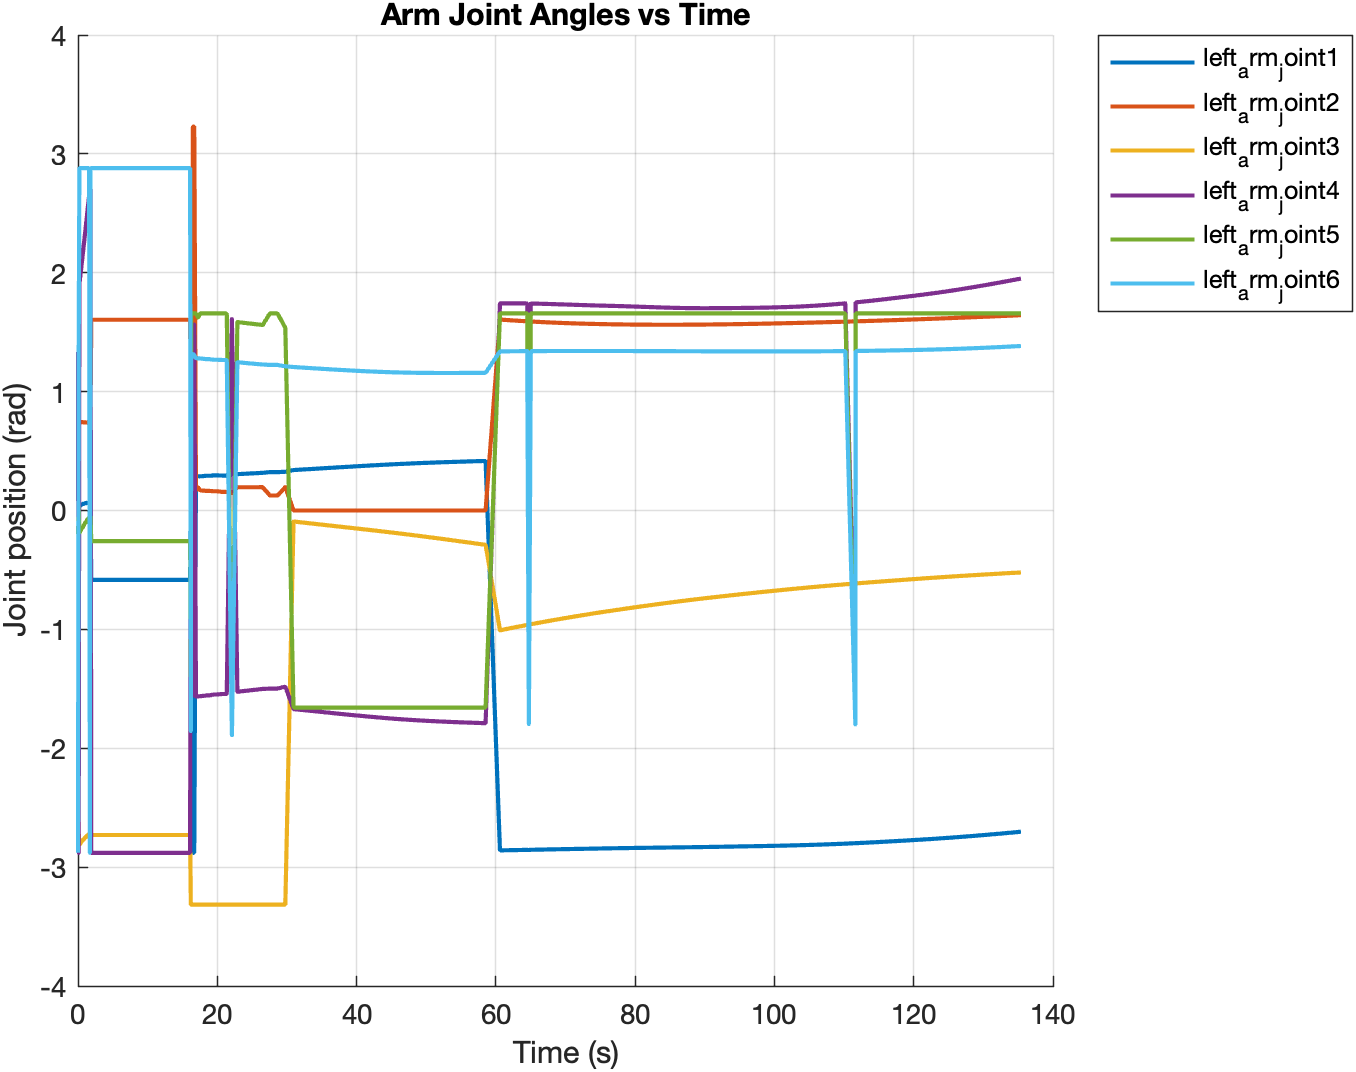 Arm Joint Angles vs Time
4
3
2
1
0
-1
-2
-3
-4
Joint position (rad)
0 20 40 60 80 100 120 140
Time (s)
left_arm_joint1
left_arm_joint2
left_arm_joint3
left_arm_joint4
left_arm_joint5
left_arm_joint6